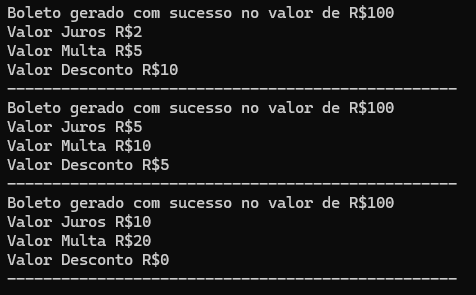 Boleto gerado com sucesso no valor de R$100
Valor Juros R$2
Valor Multa R$5
Valor Desconto R$10
--------------------------------------------------
Boleto gerado com sucesso no valor de R$100
Valor Juros R$5
Valor Multa R$10
Valor Desconto R$5
--------------------------------------------------
Boleto gerado com sucesso no valor de R$100
Valor Juros R$10
Valor Multa R$20
Valor Desconto R$0
--------------------------------------------------